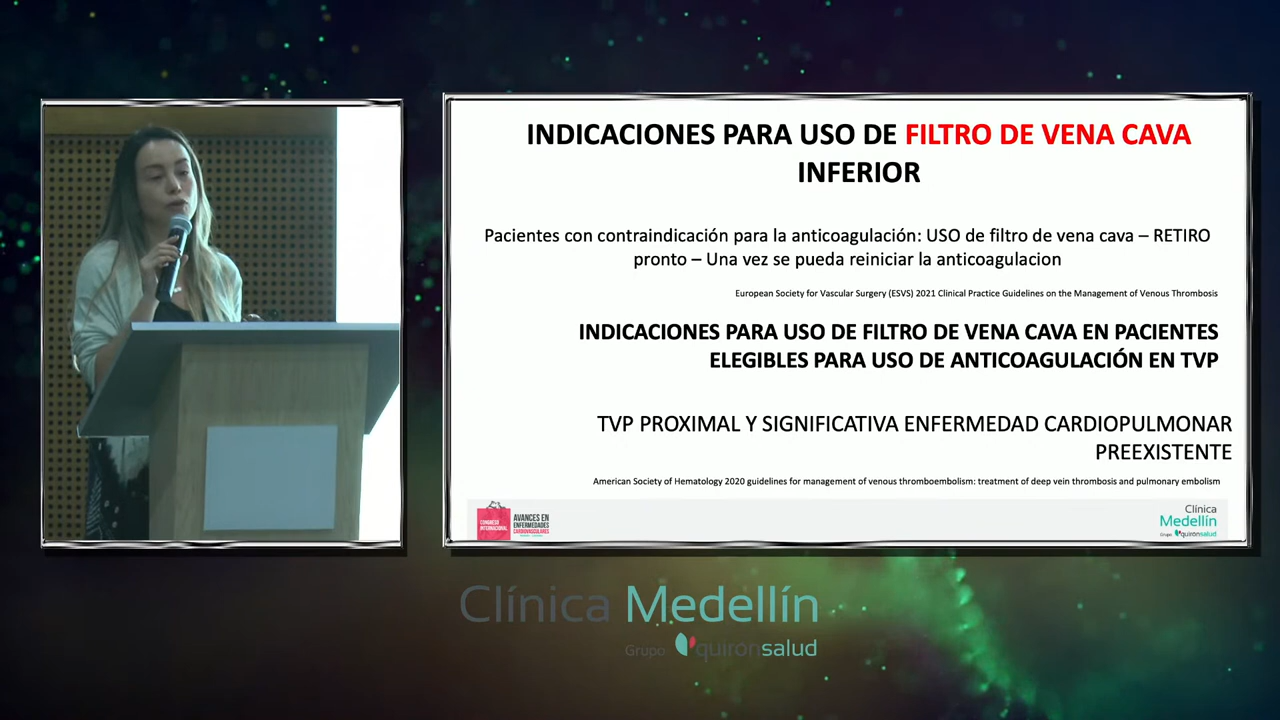 INDICACIONES PARA USO DE FILTRO DE VENA CAVA
INFERIOR
Pacientes con contraindicación para la anticoagulación: USO de filtro de vena cava – RETIRO
pronto – Una vez se pueda reiniciar la anticoagulacion
European Society for Vascular Surgery (ESVS) 2021 Clinical Practice Guidelines on the Management of Venous Thrombosis
INDICACIONES PARA USO DE FILTRO DE VENA CAVA EN PACIENTES
ELEGIBLES PARA USO DE ANTICOAGULACIÓN EN TVP
TVP PROXIMAL Y SIGNIFICATIVA ENFERMEDAD CARDIOPULMONAR
PREEXISTENTE
American Society of Hematology 2020 guidelines for management of venous thromboembolism: treatment of deep vein thrombosis and pulmonary embolism
CONGRESO
INTERNACIONAL
AVANCES EN
ENFERMEDADES
CARDIOVASCULARES
Clínica
Medellín
Grupo quirónsalud
Clínica Medellín
Grupo quirónsalud